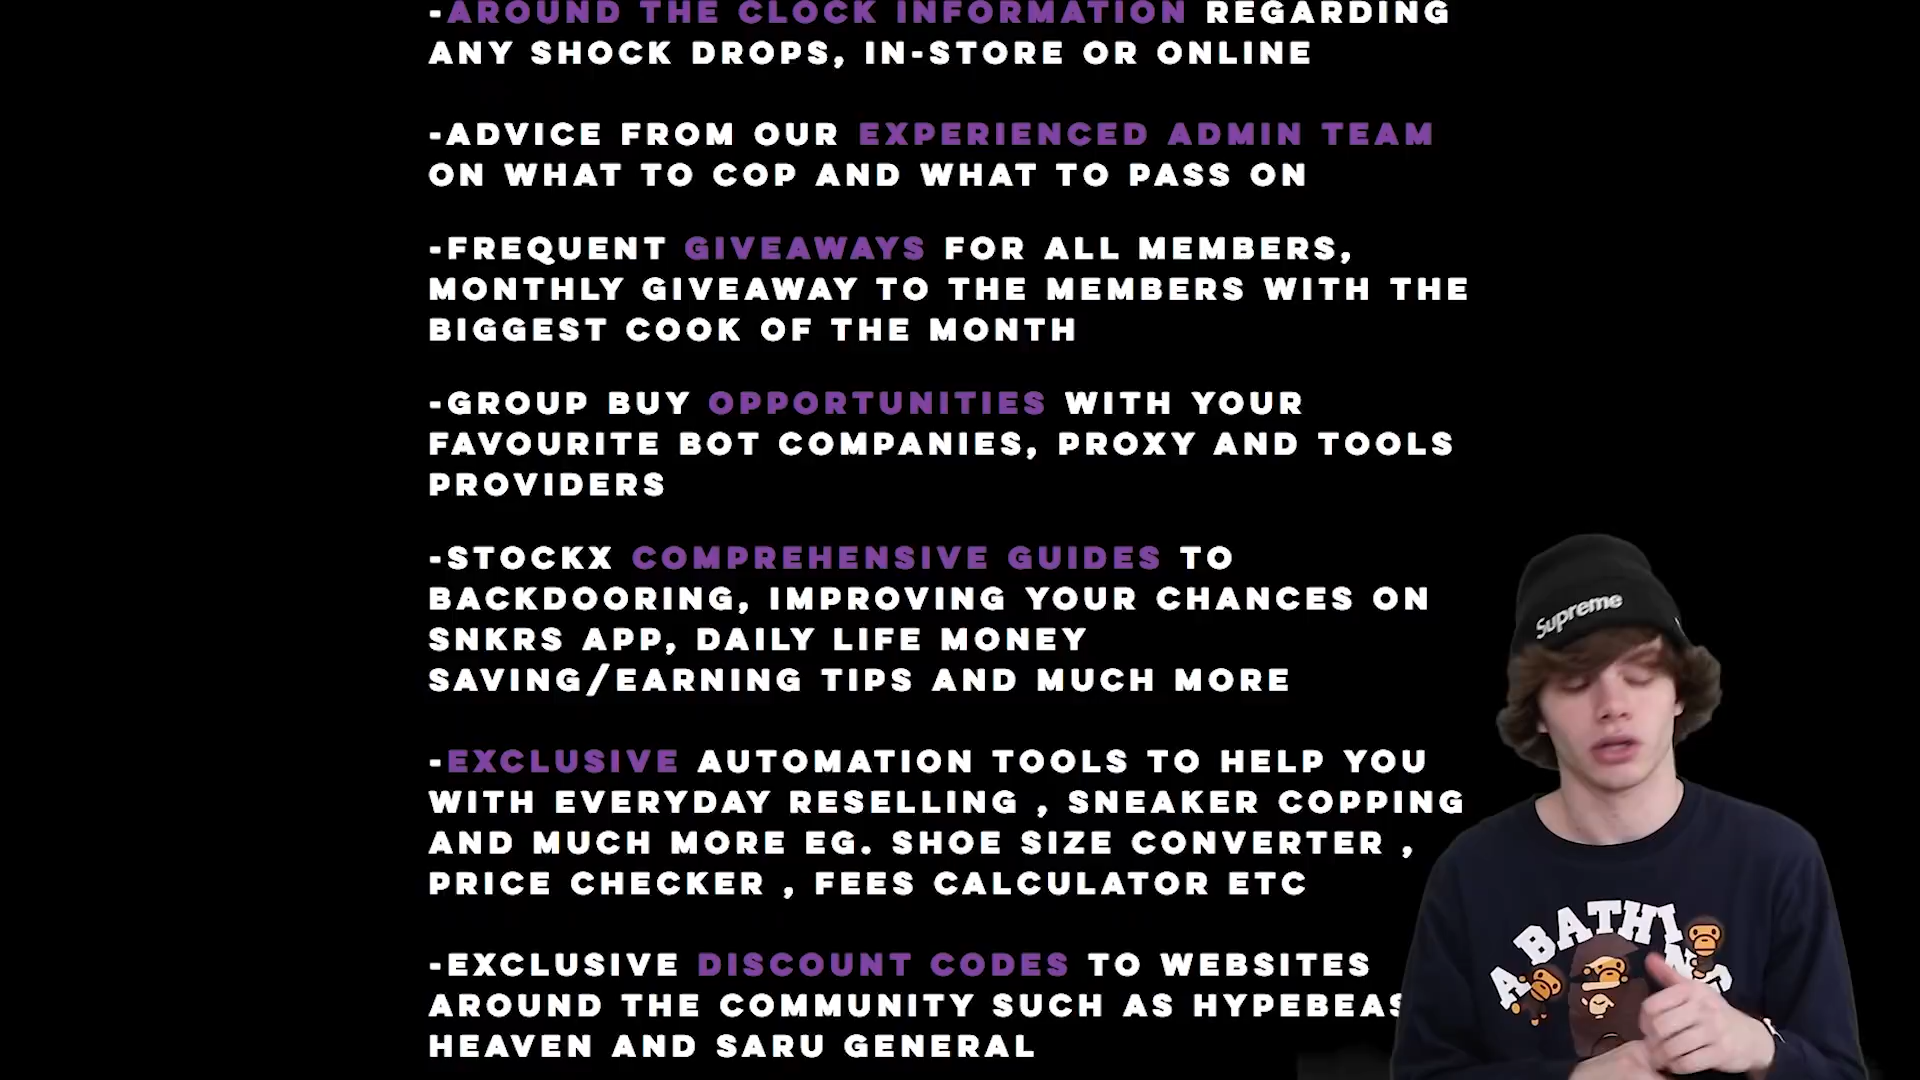 -AROUND THE CLOCK INFORMATION REGARDING
ANY SHOCK DROPS, IN-STORE OR ONLINE
-ADVICE FROM OUR EXPERIENCED ADMIN TEAM
ON WHAT TO COP AND WHAT TO PASS ON
-FREQUENT GIVEAWAYS FOR ALL MEMBERS,
MONTHLY GIVEAWAY TO THE MEMBERS WITH THE
BIGGEST COOK OF THE MONTH
-GROUP BUY OPPORTUNITIES WITH YOUR
FAVOURITE BOT COMPANIES, PROXY AND TOOLS
PROVIDERS
-STOCKX COMPREHENSIVE GUIDES TO
BACKDOORING, IMPROVING YOUR CHANCES ON
SNKRS APP, DAILY LIFE MONEY
SAVING/EARNING TIPS AND MUCH MORE
-EXCLUSIVE AUTOMATION TOOLS TO HELP YOU
WITH EVERYDAY RESELLING , SNEAKER COPPING
AND MUCH MORE EG. SHOE SIZE CONVERTER ,
PRICE CHECKER , FEES CALCULATOR ETC
-EXCLUSIVE DISCOUNT CODES TO WEBSITES
AROUND THE COMMUNITY SUCH AS HYPEBEAS
HEAVEN AND SARU GENERAL
Supreme
A BATHI